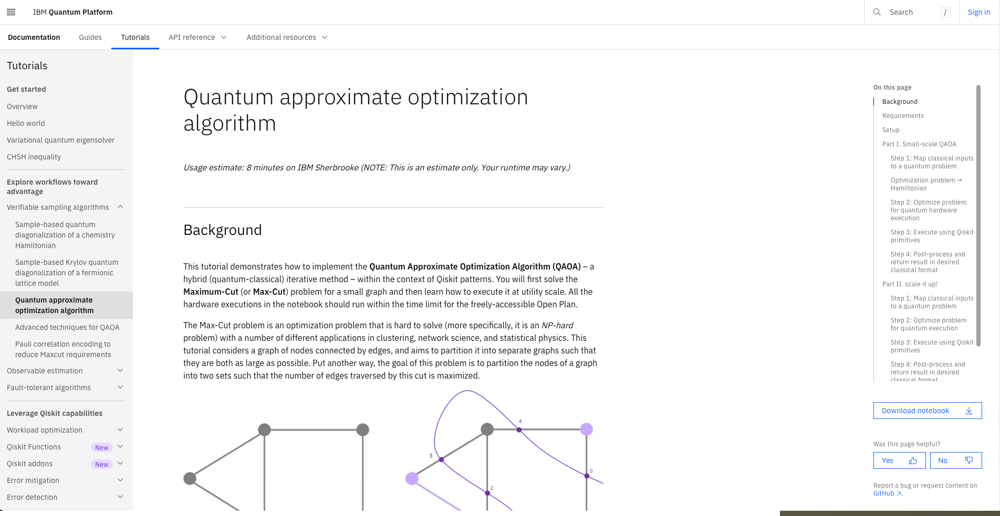 IBM Quantum Platform
Search
/
Sign in
Documentation
Guides
Tutorials
API reference
Additional resources
Tutorials
Get started
Overview
Hello world
Variational quantum eigensolver
CHSH inequality
Explore workflows toward
advantage
Verifiable sampling algorithms
Sample-based quantum
diagonalization of a chemistry
Hamiltonian
Sample-based Krylov quantum
diagonalization of a fermionic
lattice model
Quantum approximate
optimization algorithm
Advanced techniques for QAOA
Pauli correlation encoding to
reduce Maxcut requirements
Observable estimation
Fault-tolerant algorithms
Leverage Qiskit capabilities
Workload optimization
Qiskit Functions New
Qiskit addons New
Error mitigation
Error detection
Quantum approximate optimization
algorithm
Usage estimate: 8 minutes on IBM Sherbrooke (NOTE: This is an estimate only. Your runtime may vary.)
Background
This tutorial demonstrates how to implement the Quantum Approximate Optimization Algorithm (QAOA) – a
hybrid (quantum-classical) iterative method – within the context of Qiskit patterns. You will first solve the
Maximum-Cut (or Max-Cut) problem for a small graph and then learn how to execute it at utility scale. All the
hardware executions in the notebook should run within the time limit for the freely-accessible Open Plan.
The Max-Cut problem is an optimization problem that is hard to solve (more specifically, it is an NP-hard
problem) with a number of different applications in clustering, network science, and statistical physics. This
tutorial considers a graph of nodes connected by edges, and aims to partition it into separate graphs such that
they are both as large as possible. Put another way, the goal of this problem is to partition the nodes of a graph
into two sets such that the number of edges traversed by this cut is maximized.
4
3
5
2
On this page
Background
Requirements
Setup
Part I. Small-scale QAOA
Step 1: Map classical inputs
to a quantum problem
Optimization problem →
Hamiltonian
Step 2: Optimize problem
for quantum hardware
execution
Step 3: Execute using Qiskit
primitives
Step 4: Post-process and
return result in desired
classical format
Part II. scale it up!
Step 1: Map classical inputs
to a quantum problem
Step 2: Optimize problem
for quantum execution
Step 3: Execute using Qiskit
primitives
Step 4: Post-process and
return result in desired
classical format
Download notebook
Was this page helpful?
Yes
No
Report a bug or request content on
GitHub ↗.